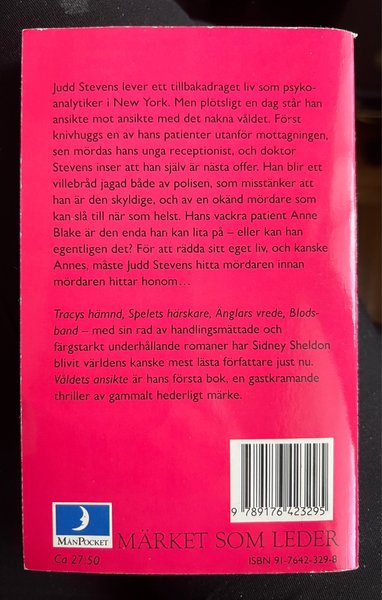 Judd Stevens lever ett tillbakadraget liv som psyko-
analytiker i New York. Men plötsligt en dag står han
ansikte mot ansikte med det nakna våldet. Först
knivhuggs en av hans patienter utanför mottagningen,
sen mördas hans unga receptionist, och doktor
Stevens inser att han själv är nästa offer. Han blir ett
villebråd jagad både av polisen, som misstänker att
han är den skyldige, och av en okänd mördare som
kan slå till när som helst. Hans vackra patient Anne
Blake är den enda han kan lita på – eller kan han
egentligen det? För att rädda sitt eget liv, och kanske
Annes, måste Judd Stevens hitta mördaren innan
mördaren hittar honom…
Tracys hämnd, Spelets härskare, Änglars vrede, Blods-
band – med sin rad av handlingsmättade och
färgstarkt underhållande romaner har Sidney Sheldon
blivit världens kanske mest lästa författare just nu.
Våldets ansikte är hans första bok, en gastkramande
thriller av gammalt hederligt märke.
9 789176 423295
MANPOCKET
MÄRKET SOM LEDER
Ca 27:50
ISBN 91-7642-329-8